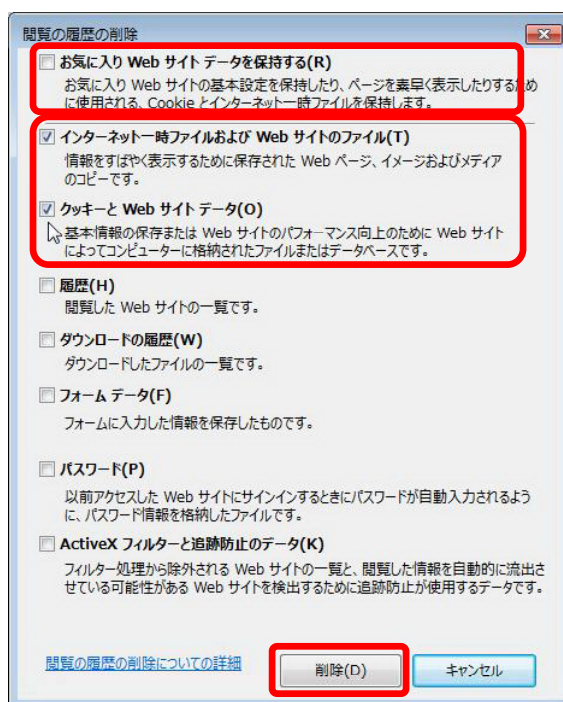 閲覧の履歴の削除
お気に入り Web サイト データを保持する(R)
お気に入り Web サイトの基本設定を保持したり、ページを素早く表示したりするため
に使用される、Cookie とインターネット一時ファイルを保持します。
インターネット一時ファイルおよび Web サイトのファイル(T)
情報をすばやく表示するために保存された Web ページ、イメージおよびメディア
のコピーです。
クッキーと Web サイト データ(O)
基本情報の保存または Web サイトのパフォーマンス向上のために Web サイト
によってコンピューターに格納されたファイルまたはデータベースです。
履歴(H)
閲覧した Web サイトの一覧です。
ダウンロードの履歴(W)
ダウンロードしたファイルの一覧です。
フォーム データ(F)
フォームに入力した情報を保存したものです。
パスワード(P)
以前アクセスした Web サイトにサインインするときにパスワードが自動入力されるよう
に、パスワード情報を格納したファイルです。
ActiveX フィルターと追跡防止のデータ(K)
フィルター処理から除外される Web サイトの一覧と、閲覧した情報を自動的に流出さ
せている可能性がある Web サイトを検出するために追跡防止が使用するデータです。
閲覧の履歴の削除についての詳細
削除(D)
キャンセル